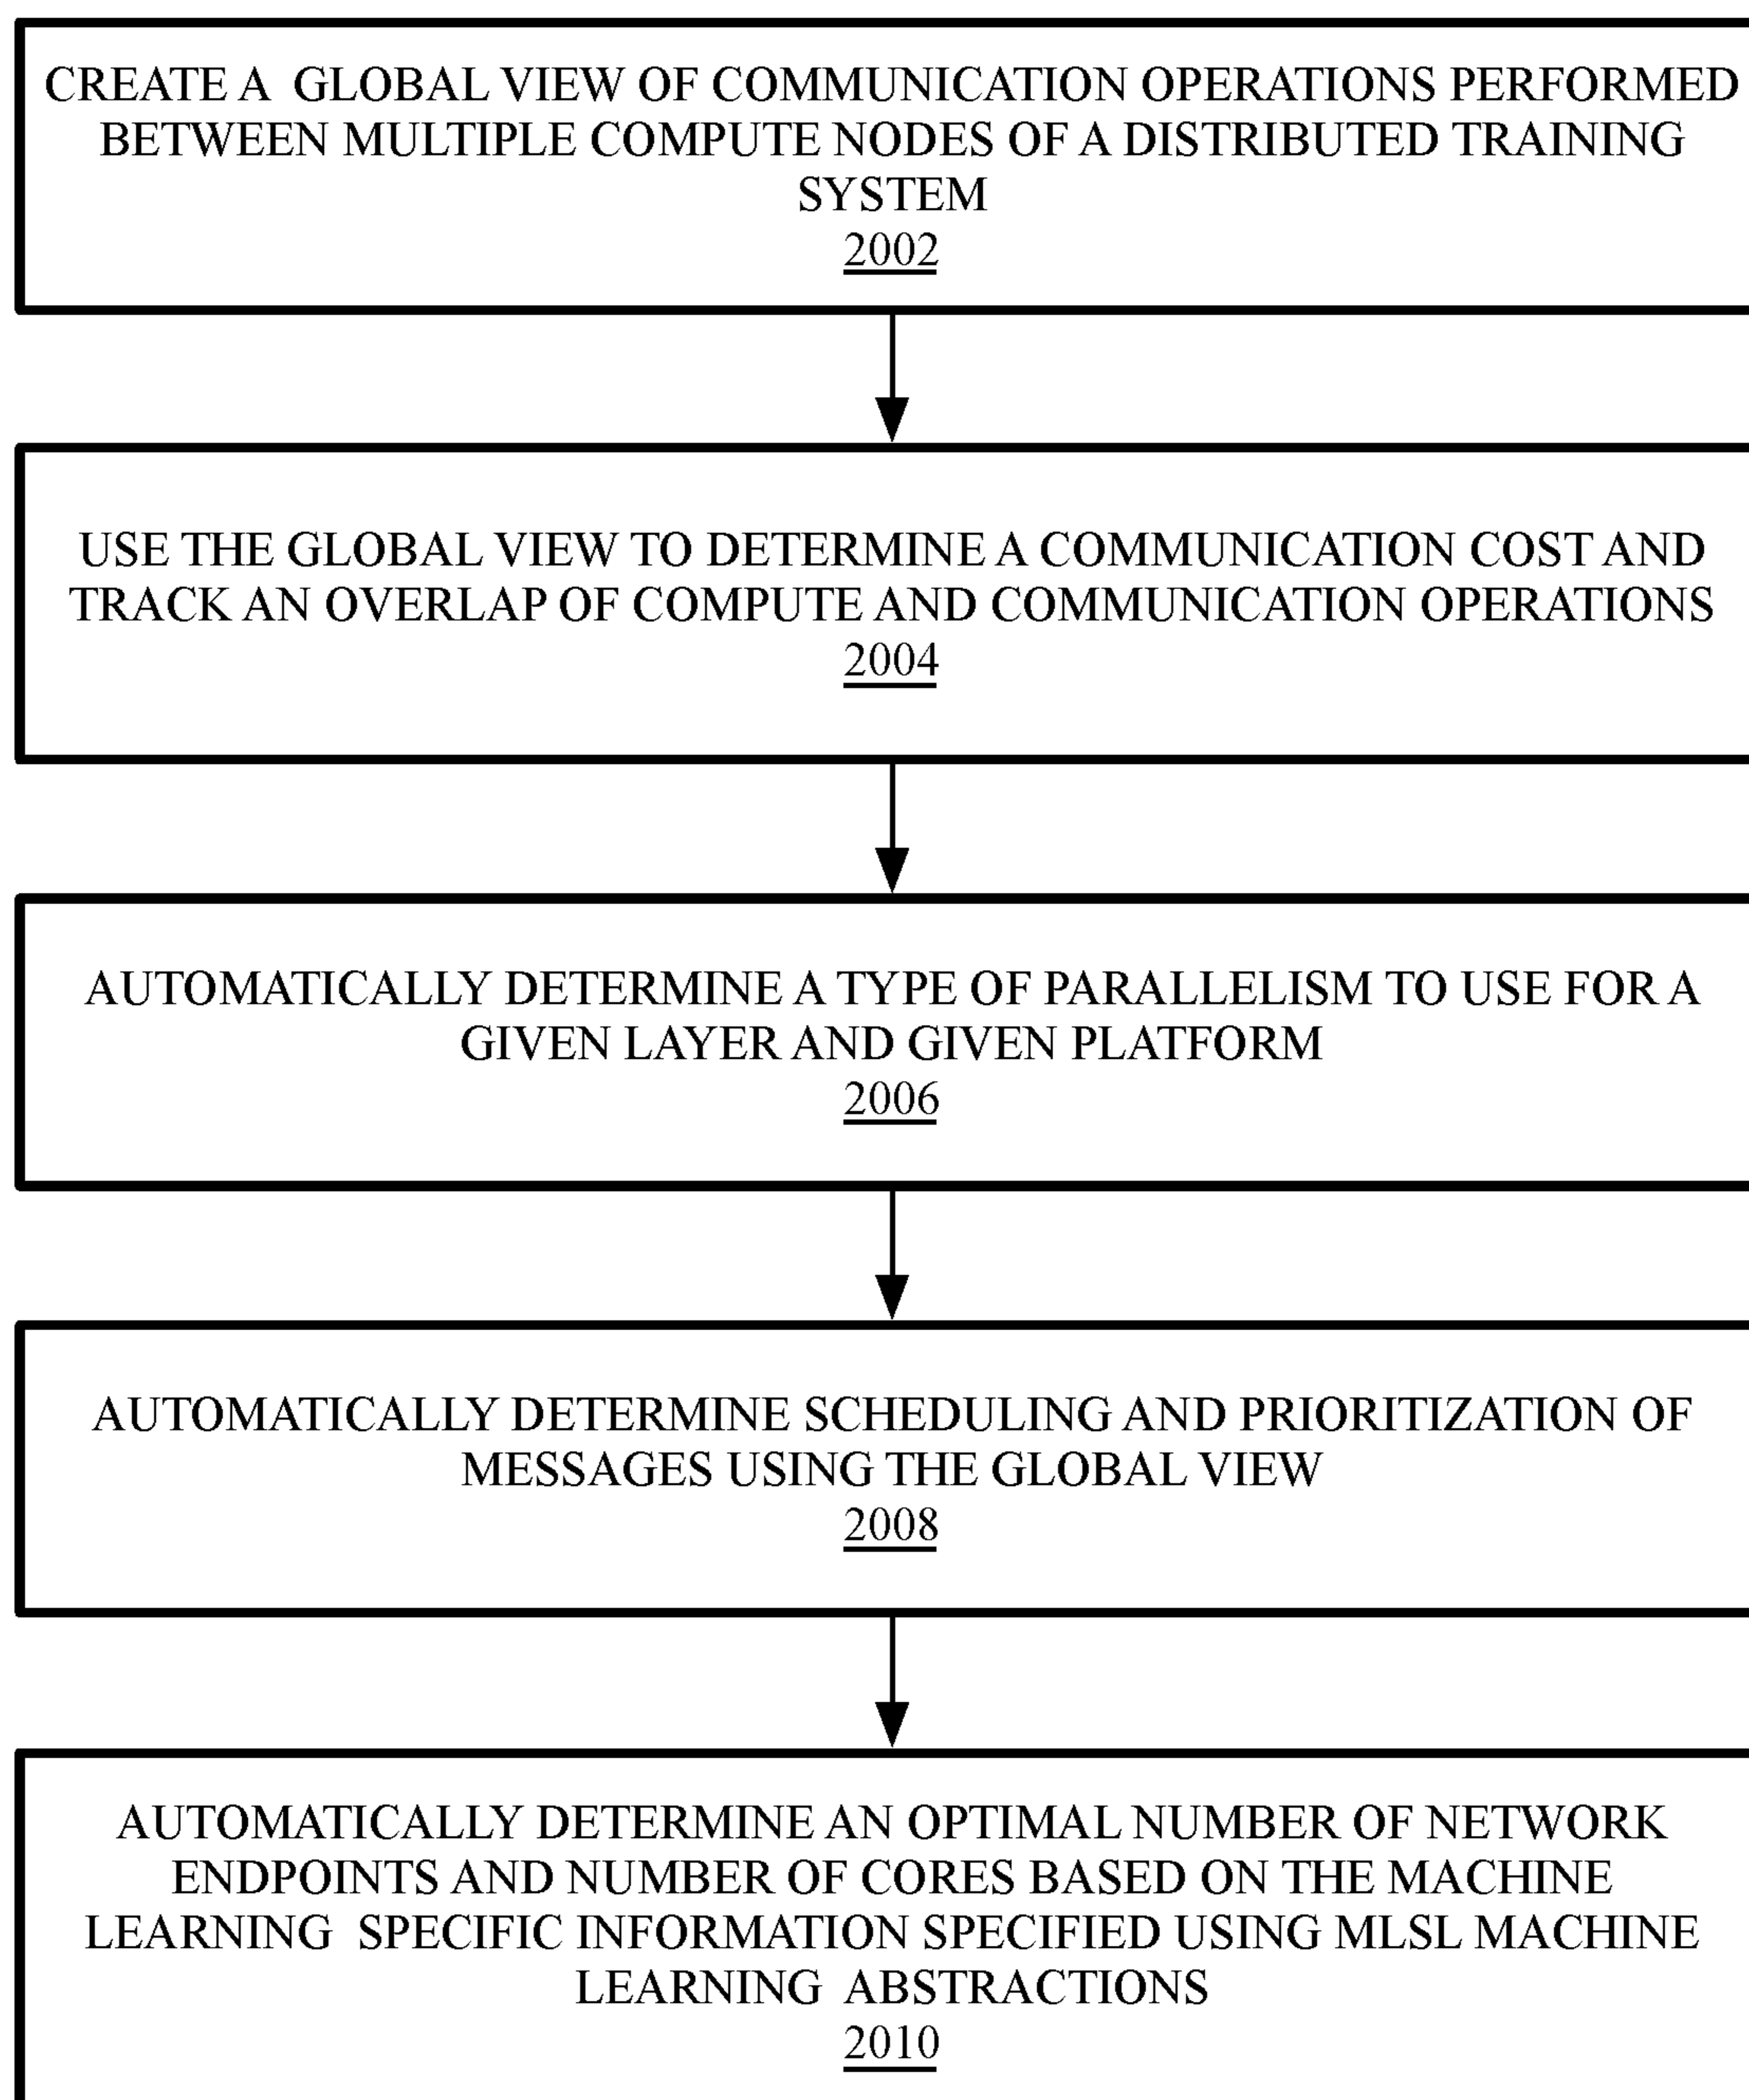 CREATE A GLOBAL VIEW OF COMMUNICATION OPERATIONS PERFORMED
BETWEEN MULTIPLE COMPUTE NODES OF A DISTRIBUTED TRAINING
SYSTEM
2002
USE THE GLOBAL VIEW TO DETERMINE A COMMUNICATION COST AND
TRACK AN OVERLAP OF COMPUTE AND COMMUNICATION OPERATIONS
2004
AUTOMATICALLY DETERMINE A TYPE OF PARALLELISM TO USE FOR A
GIVEN LAYER AND GIVEN PLATFORM
2006
AUTOMATICALLY DETERMINE SCHEDULING AND PRIORITIZATION OF
MESSAGES USING THE GLOBAL VIEW
2008
AUTOMATICALLY DETERMINE AN OPTIMAL NUMBER OF NETWORK
ENDPOINTS AND NUMBER OF CORES BASED ON THE MACHINE
LEARNING SPECIFIC INFORMATION SPECIFIED USING MLSL MACHINE
LEARNING ABSTRACTIONS
2010